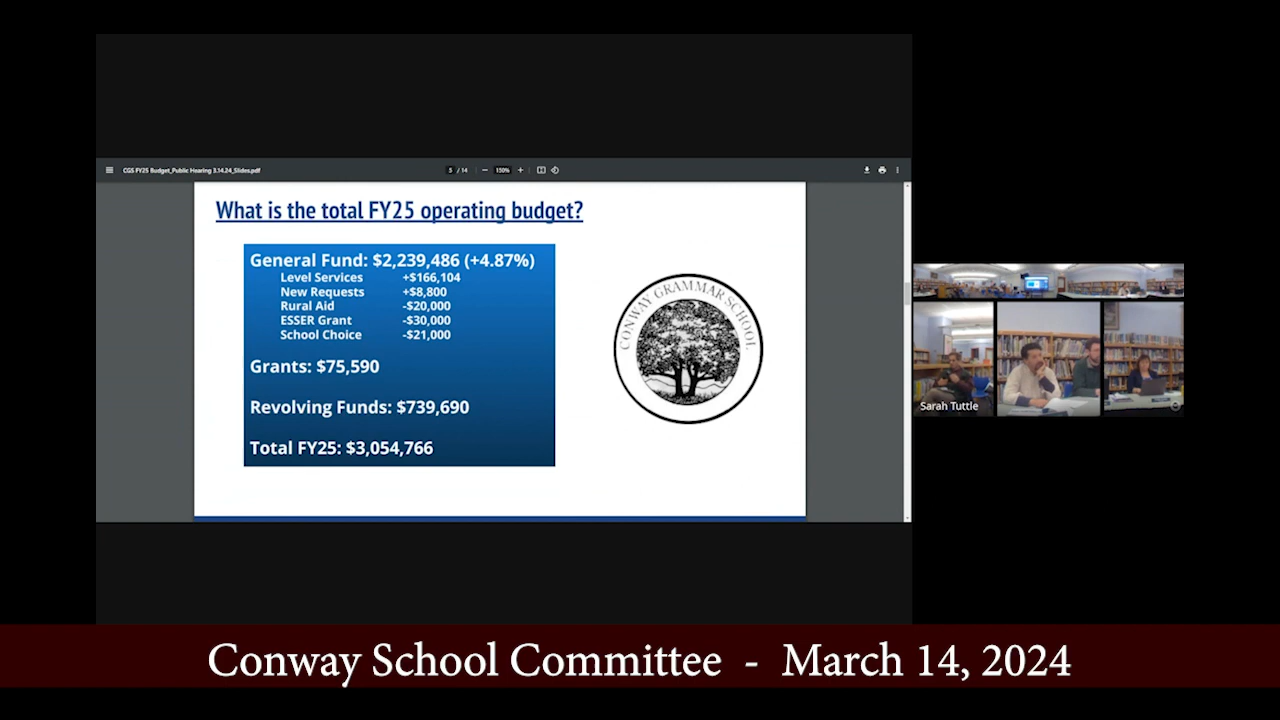 CGS FY25 Budget_Public Hearing 3.14.24_Slides.pdf
5 / 14
150%
What is the total FY25 operating budget?
General Fund: $2,239,486 (+4.87%)
Level Services +$166,104
New Requests +$8,800
Rural Aid -$20,000
ESSER Grant -$30,000
School Choice -$21,000
Grants: $75,590
Revolving Funds: $739,690
Total FY25: $3,054,766
CONWAY GRAMMAR SCHOOL
Sarah Tuttle
Conway School Committee - March 14, 2024